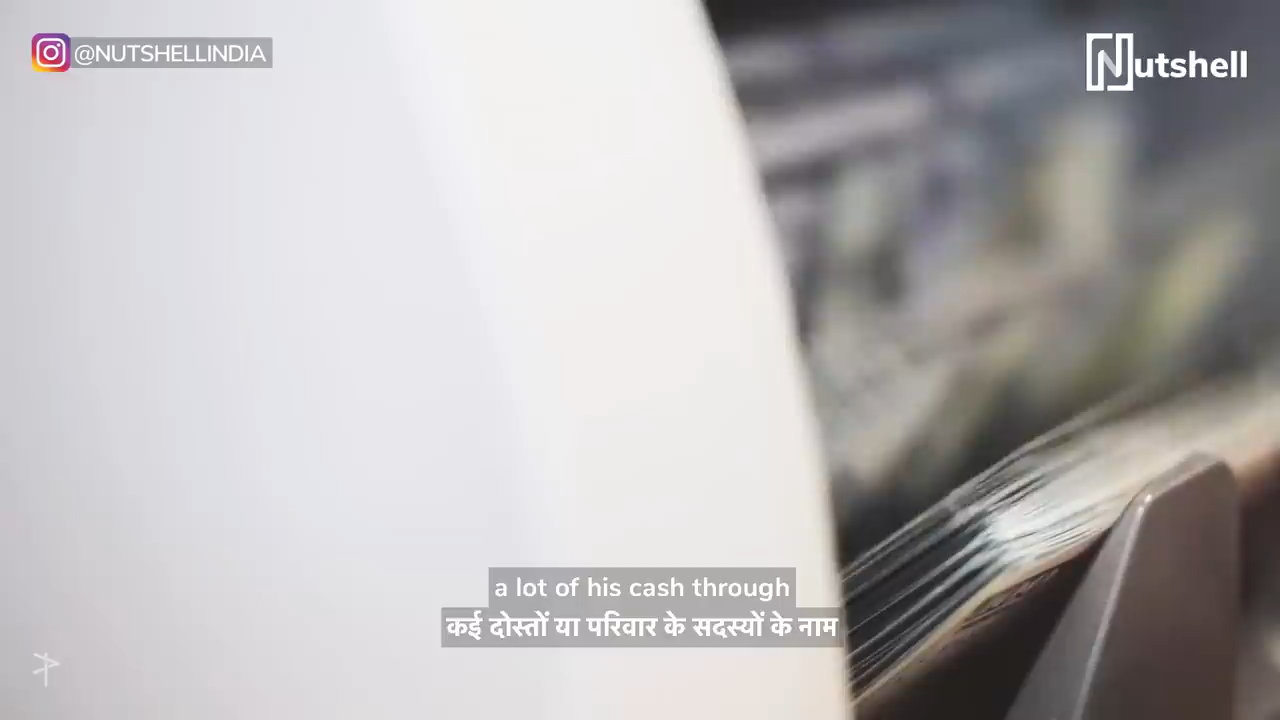 @NUTSHELLINDIA
Nutshell
a lot of his cash through
कई दोस्तों या परिवार के सदस्यों के नाम